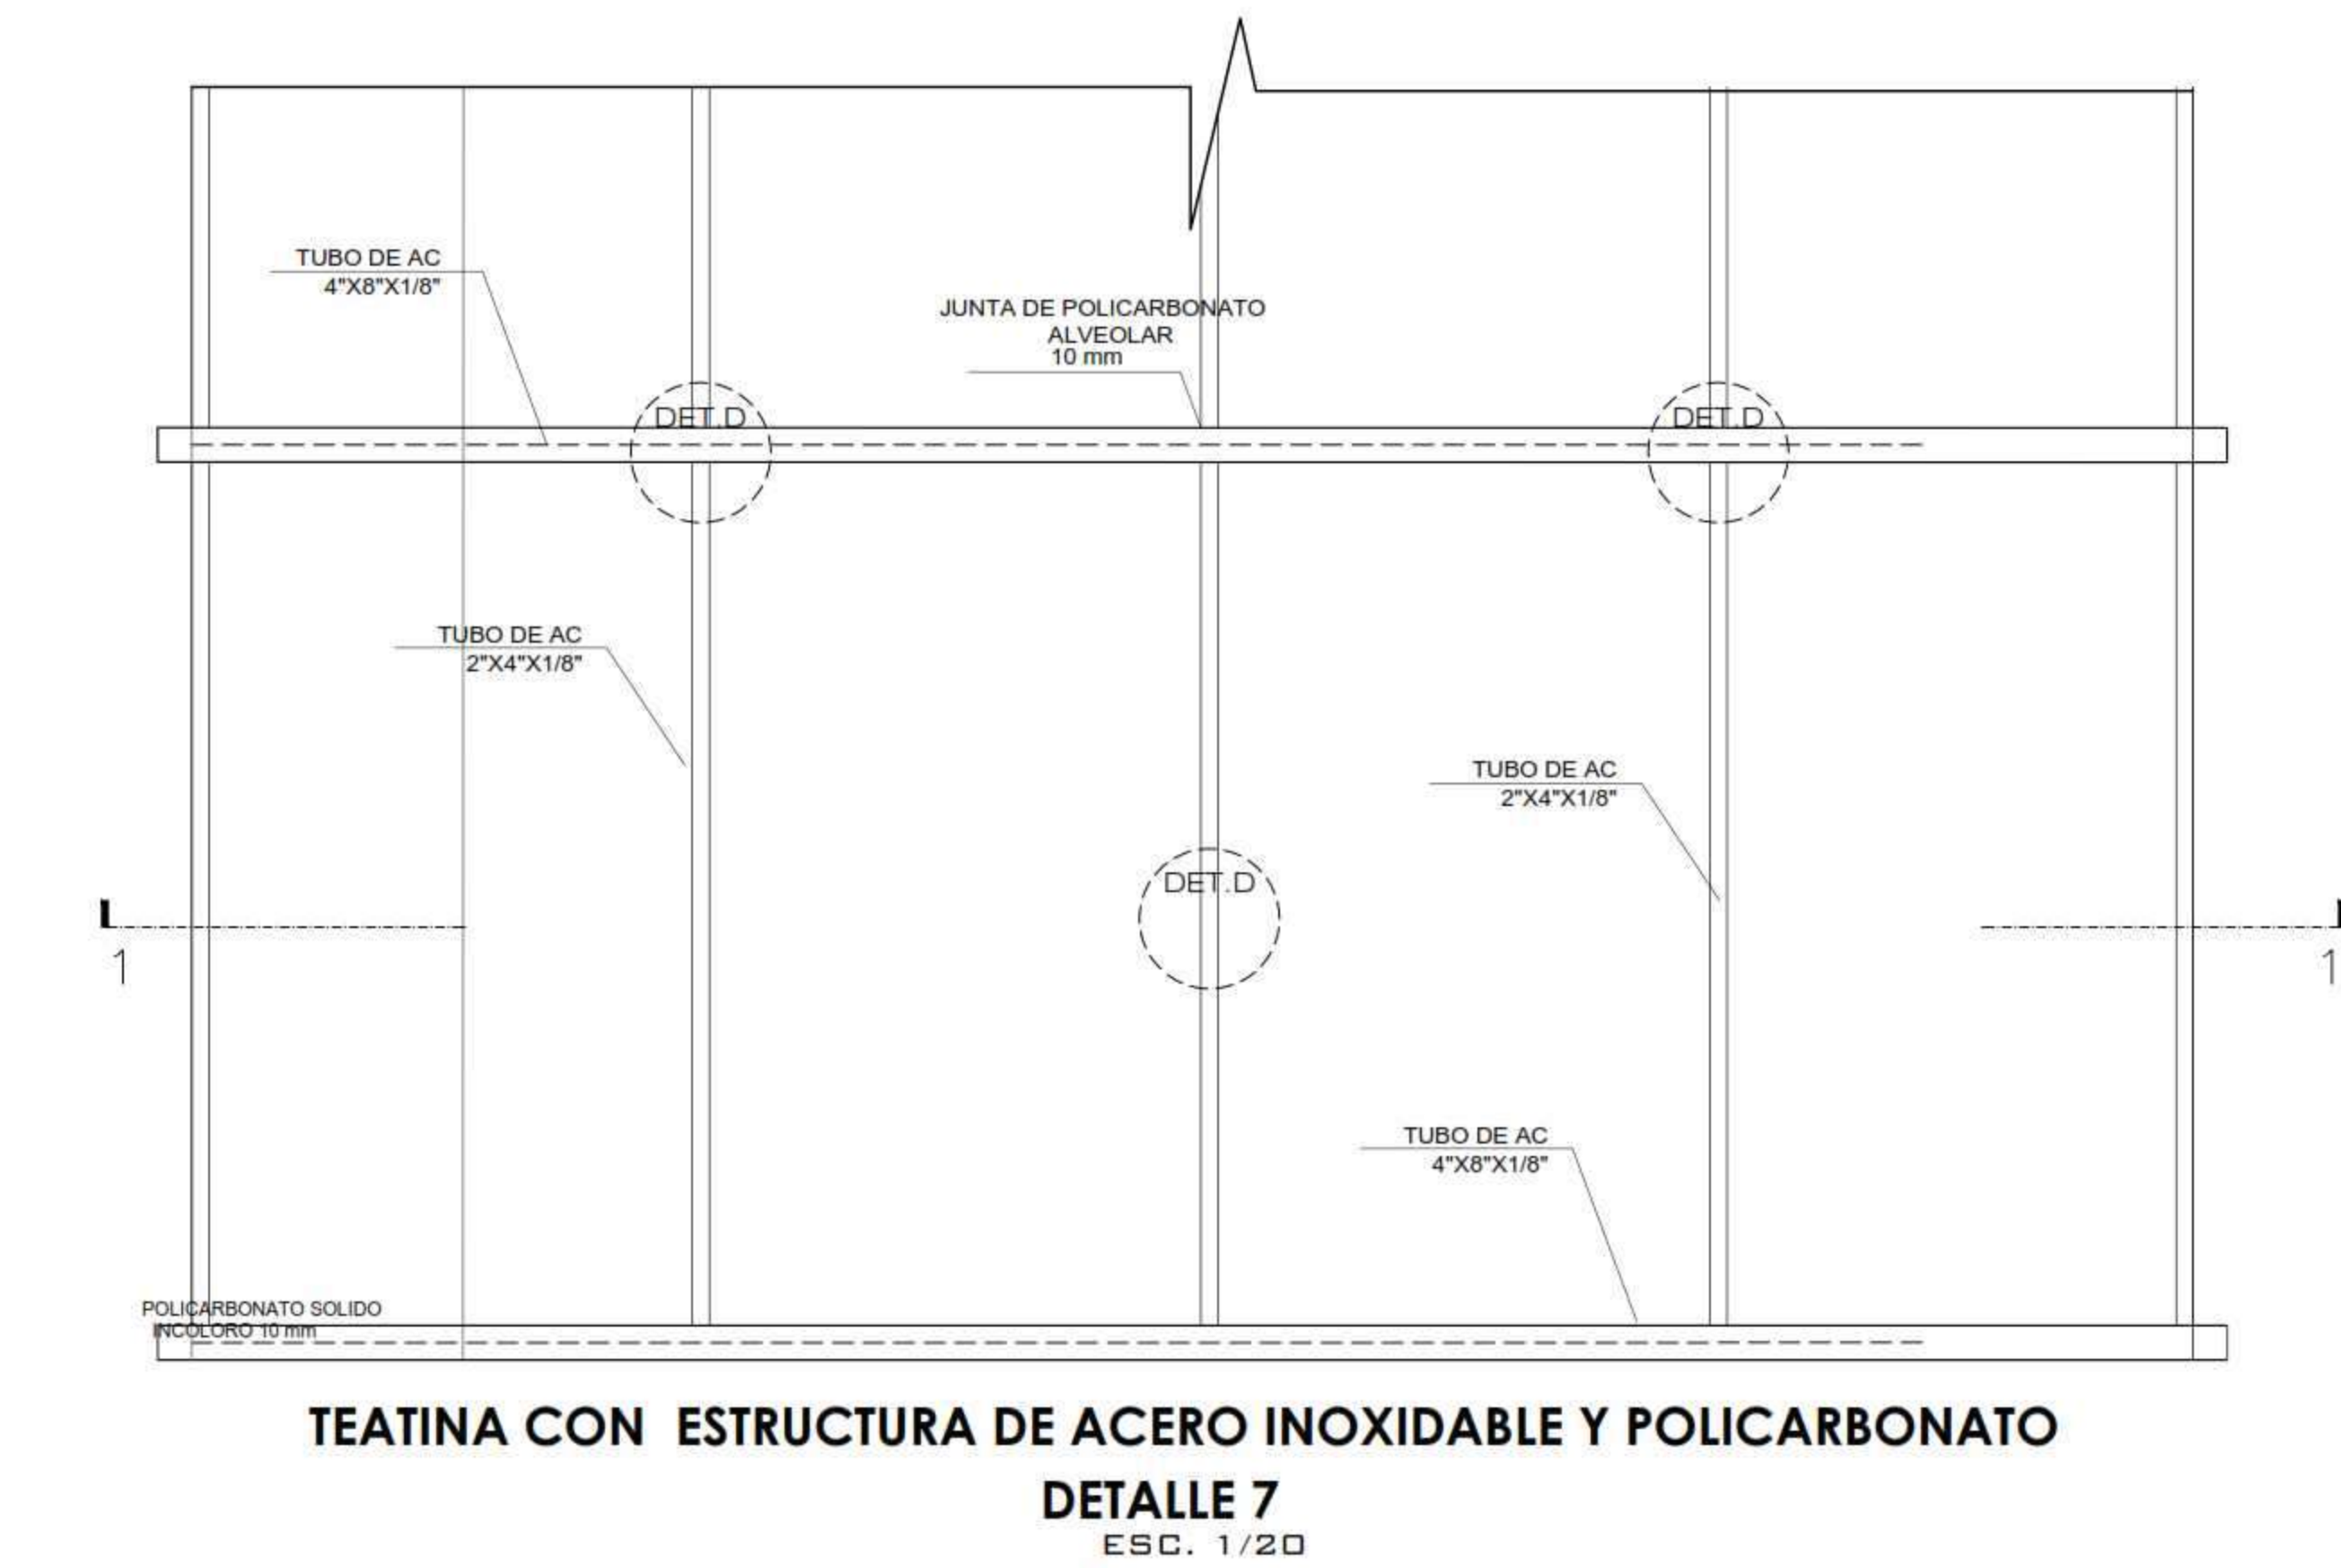 TUBO DE AC
4"X8"X1/8"
JUNTA DE POLICARBONATO
ALVEOLAR
10 mm
DET.D
DET.D
TUBO DE AC
2"X4"X1/8"
TUBO DE AC
2"X4"X1/8"
DET.D
1
1
TUBO DE AC
4"X8"X1/8"
POLICARBONATO SOLIDO
INCOLORO 10 mm
TEATINA CON ESTRUCTURA DE ACERO INOXIDABLE Y POLICARBONATO
DETALLE 7
ESC. 1/20